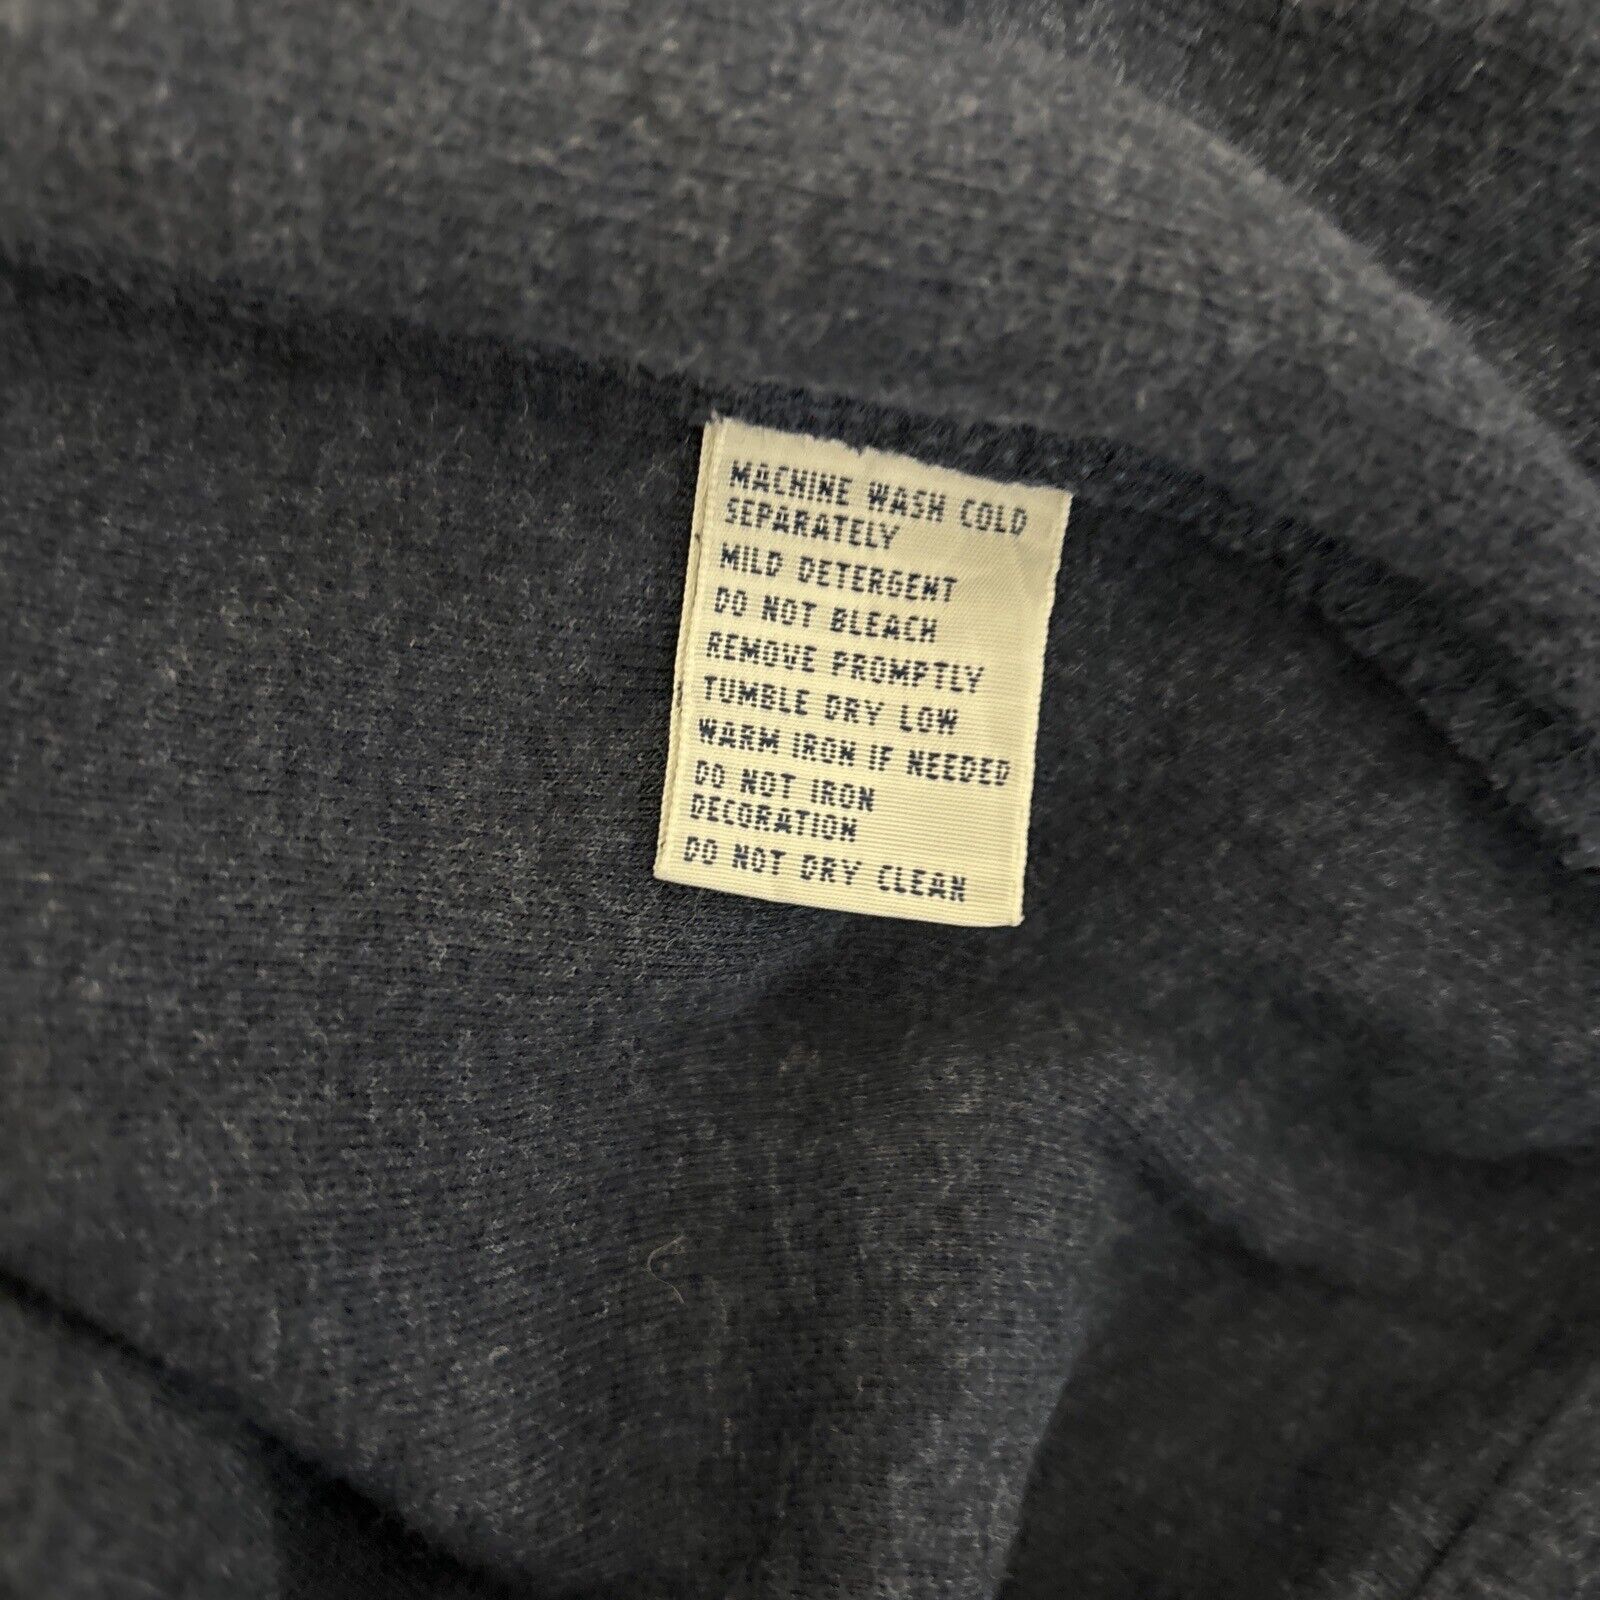 MACHINE WASH COLD
SEPARATELY
MILD DETERGENT
DO NOT BLEACH
REMOVE PROMPTLY
TUMBLE DRY LOW
WARM IRON IF NEEDED
DO NOT IRON
DECORATION
DO NOT DRY CLEAN